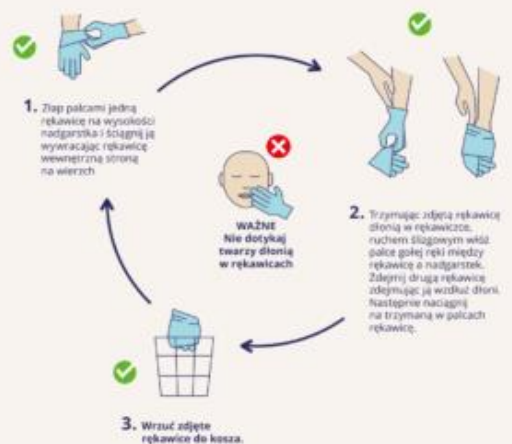 1. Złap palcami jedną
rękawicę na wysokości
nadgarstka i ściągnij ją
wywracając rękawicę
wewnętrzną stroną
na wierzch
WAŻNE
Nie dotykaj
twarzy dłonią
w rękawicach
2. Trzymając zdjętą rękawicę
dłonią w rękawiczce,
ruchem ślizgowym włóż
palce gołej ręki między
rękawicę a nadgarstek.
Zdejmij drugą rękawicę
zdejmując ją wzdłuż dłoni.
Następnie naciągnij
na trzymaną w palcach
rękawicę.
3. Wrzuć zdjęte
rękawice do kosza.